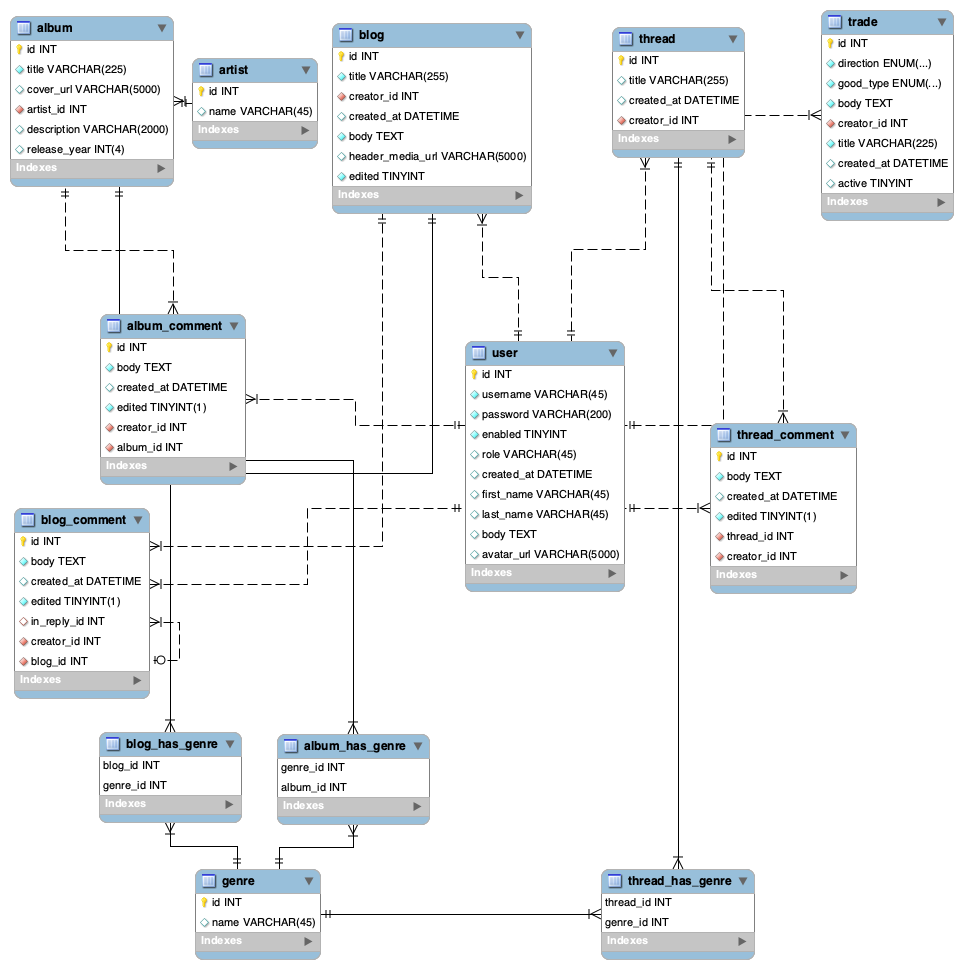 album
id INT
title VARCHAR(225)
cover_url VARCHAR(5000)
artist_id INT
description VARCHAR(2000)
release_year INT(4)
Indexes
artist
id INT
name VARCHAR(45)
Indexes
blog
id INT
title VARCHAR(255)
creator_id INT
created_at DATETIME
body TEXT
header_media_url VARCHAR(5000)
edited TINYINT
Indexes
thread
id INT
title VARCHAR(255)
created_at DATETIME
creator_id INT
Indexes
trade
id INT
direction ENUM(...)
good_type ENUM(...)
body TEXT
creator_id INT
title VARCHAR(225)
created_at DATETIME
active TINYINT
Indexes
album_comment
id INT
body TEXT
created_at DATETIME
edited TINYINT(1)
creator_id INT
album_id INT
Indexes
user
id INT
username VARCHAR(45)
password VARCHAR(200)
enabled TINYINT
role VARCHAR(45)
created_at DATETIME
first_name VARCHAR(45)
last_name VARCHAR(45)
body TEXT
avatar_url VARCHAR(5000)
Indexes
thread_comment
id INT
body TEXT
created_at DATETIME
edited TINYINT(1)
thread_id INT
creator_id INT
Indexes
blog_comment
id INT
body TEXT
created_at DATETIME
edited TINYINT(1)
in_reply_id INT
creator_id INT
blog_id INT
Indexes
blog_has_genre
blog_id INT
genre_id INT
Indexes
album_has_genre
genre_id INT
album_id INT
Indexes
genre
id INT
name VARCHAR(45)
Indexes
thread_has_genre
thread_id INT
genre_id INT
Indexes